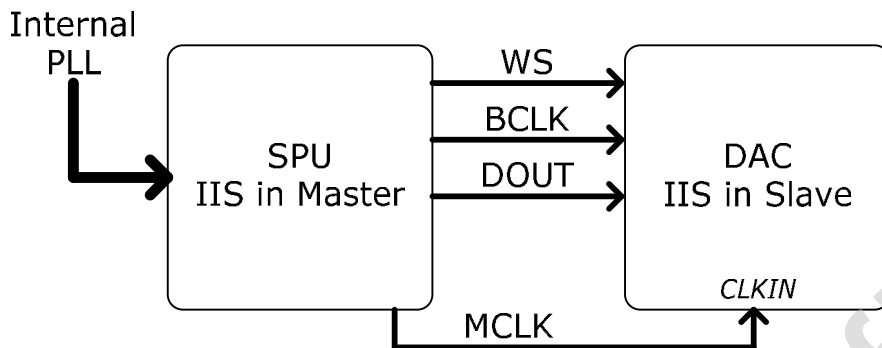 Internal
PLL
SPU
IIS in Master
WS
BCLK
DOUT
DAC
IIS in Slave
CLKIN
MCLK